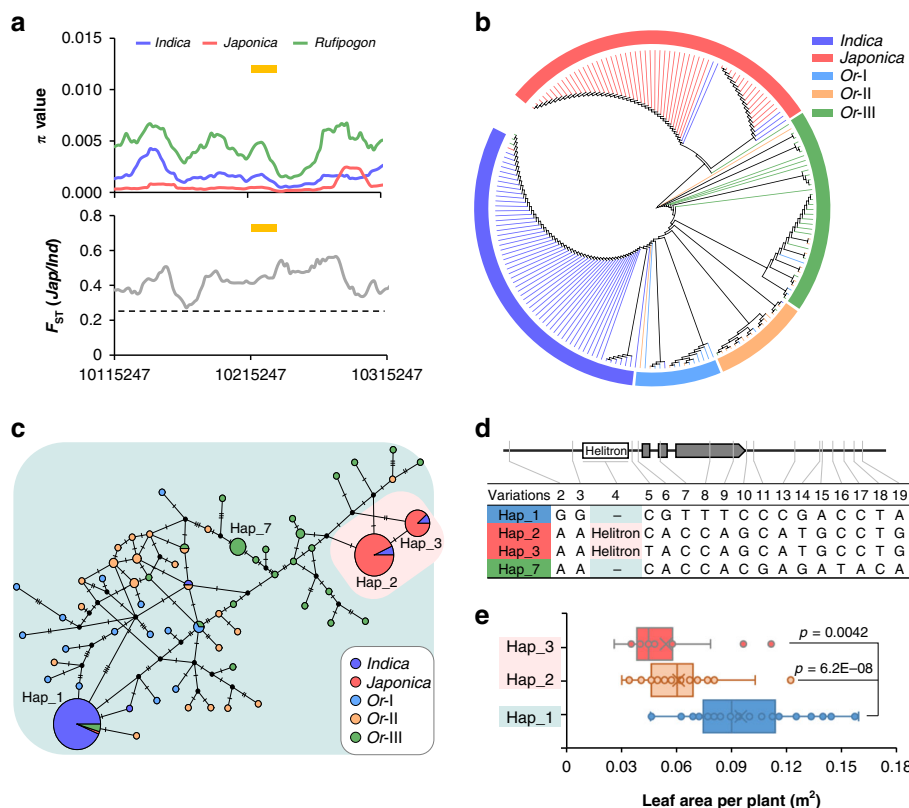 a
Indica Japonica Rufipogon
0.015
0.010
0.005
0.000
π value
0.8
0.6
0.4
0.2
0
F_ST (Jap/Ind)
10115247 10215247 10315247
b
Indica
Japonica
Or-I
Or-II
Or-III
c
Hap_7
Hap_3
Hap_2
Hap_1
Indica
Japonica
Or-I
Or-II
Or-III
d
Helitron
Variations 2 3 4 5 6 7 8 9 10 11 13 14 15 16 17 18 19
Hap_1 G G – C G T T T C C C G A C C T A
Hap_2 A A Helitron C A C C A G C A T G C C T G
Hap_3 A A Helitron T A C C A G C A T G C C T G
Hap_7 A A – C A C C A C G A G A T A C A
e
Hap_3
Hap_2
Hap_1
p = 0.0042
p = 6.2E–08
0 0.03 0.06 0.09 0.12 0.15 0.18
Leaf area per plant (m²)